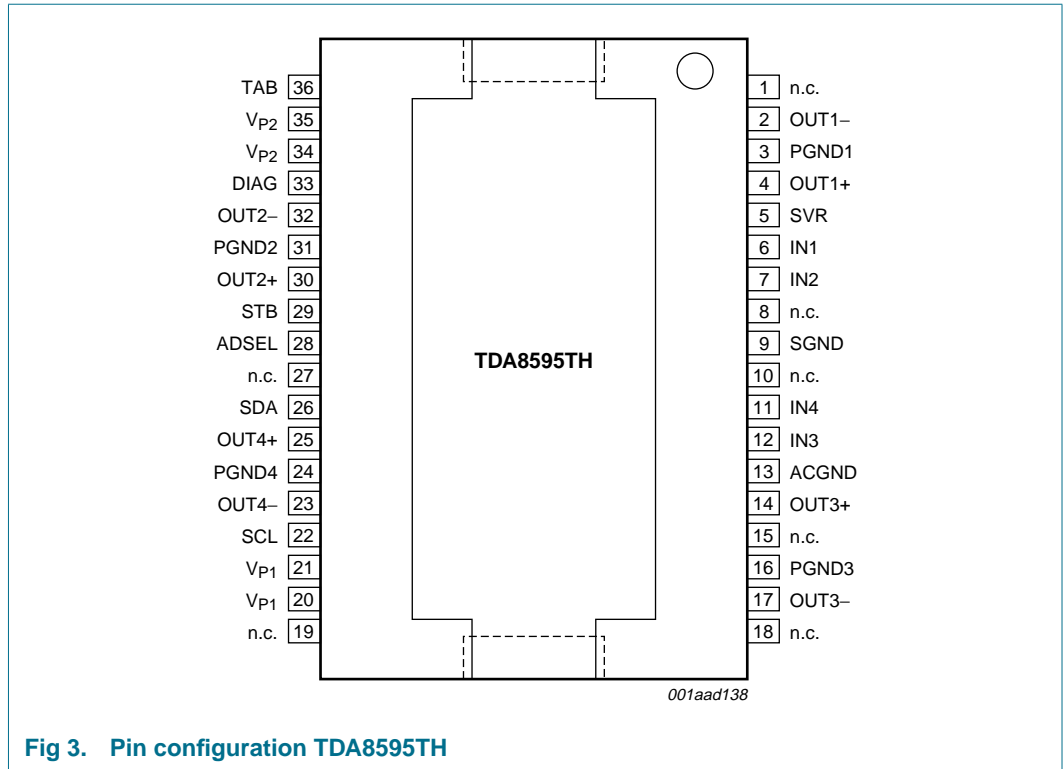 TAB 36
VP2 35
VP2 34
DIAG 33
OUT2− 32
PGND2 31
OUT2+ 30
STB 29
ADSEL 28
n.c. 27
SDA 26
OUT4+ 25
PGND4 24
OUT4− 23
SCL 22
VP1 21
VP1 20
n.c. 19
TDA8595TH
1 n.c.
2 OUT1−
3 PGND1
4 OUT1+
5 SVR
6 IN1
7 IN2
8 n.c.
9 SGND
10 n.c.
11 IN4
12 IN3
13 ACGND
14 OUT3+
15 n.c.
16 PGND3
17 OUT3−
18 n.c.
001aad138
Fig 3. Pin configuration TDA8595TH